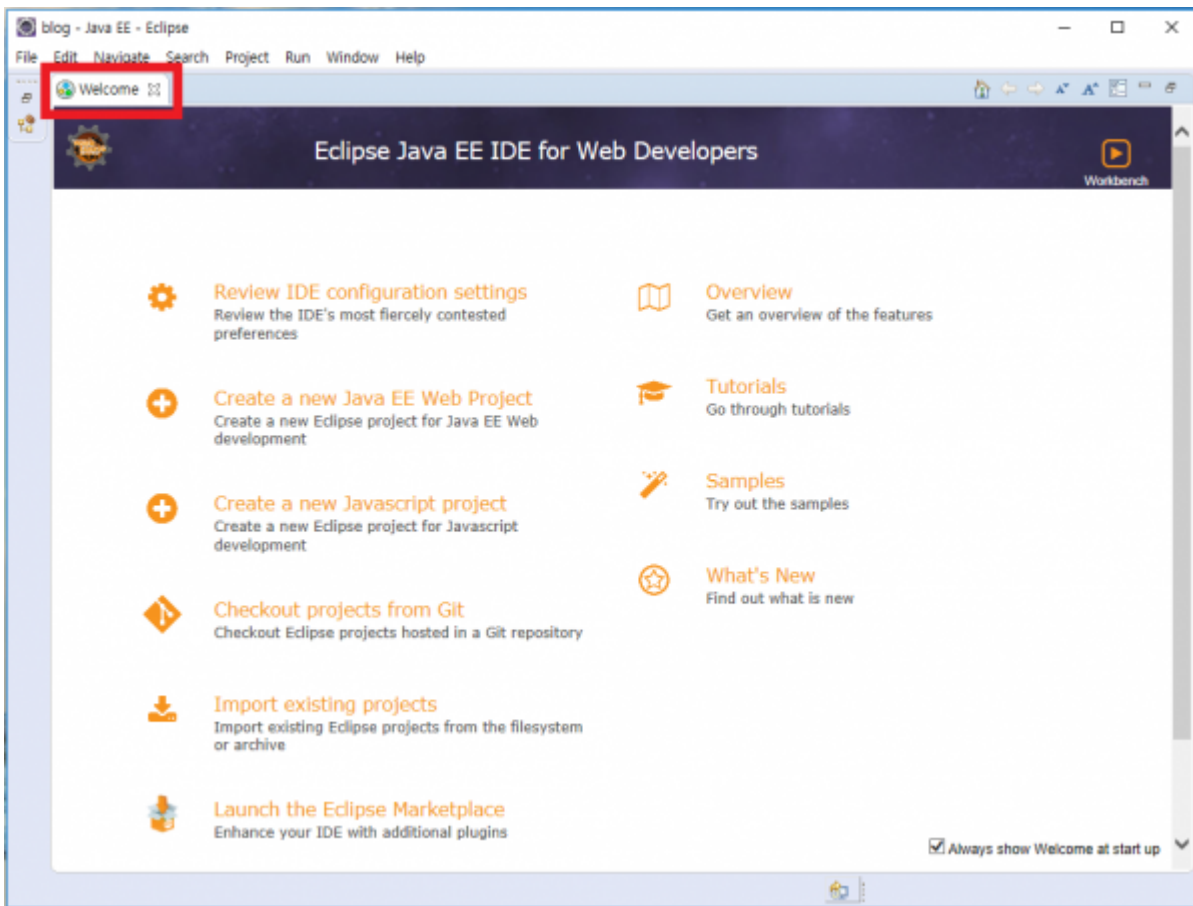 blog - Java EE - Eclipse
File Edit Navigate Search Project Run Window Help
Welcome
Eclipse Java EE IDE for Web Developers
Workbench
Review IDE configuration settings
Review the IDE's most fiercely contested
preferences
Create a new Java EE Web Project
Create a new Eclipse project for Java EE Web
development
Create a new Javascript project
Create a new Eclipse project for Javascript
development
Checkout projects from Git
Checkout Eclipse projects hosted in a Git repository
Import existing projects
Import existing Eclipse projects from the filesystem
or archive
Launch the Eclipse Marketplace
Enhance your IDE with additional plugins
Overview
Get an overview of the features
Tutorials
Go through tutorials
Samples
Try out the samples
What's New
Find out what is new
Always show Welcome at start up